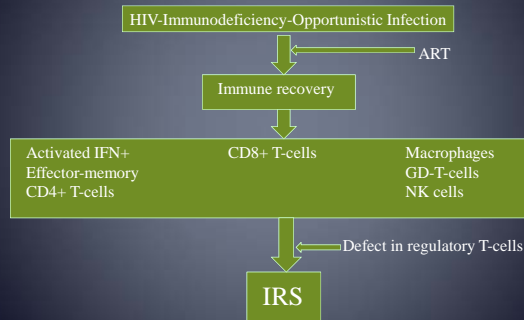 HIV-Immunodeficiency-Opportunistic Infection
ART
Immune recovery
Activated IFN+
Effector-memory
CD4+ T-cells
CD8+ T-cells
Macrophages
GD-T-cells
NK cells
Defect in regulatory T-cells
IRS